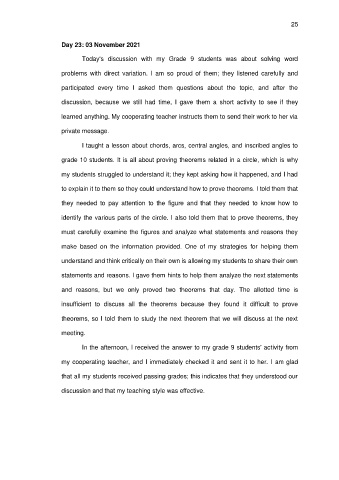 25
Day 23: 03 November 2021
Today's discussion with my Grade 9 students was about solving word
problems with direct variation. I am so proud of them; they listened carefully and
participated every time I asked them questions about the topic, and after the
discussion, because we still had time, I gave them a short activity to see if they
learned anything. My cooperating teacher instructs them to send their work to her via
private message.
I taught a lesson about chords, arcs, central angles, and inscribed angles to
grade 10 students. It is all about proving theorems related in a circle, which is why
my students struggled to understand it; they kept asking how it happened, and I had
to explain it to them so they could understand how to prove theorems. I told them that
they needed to pay attention to the figure and that they needed to know how to
identify the various parts of the circle. I also told them that to prove theorems, they
must carefully examine the figures and analyze what statements and reasons they
make based on the information provided. One of my strategies for helping them
understand and think critically on their own is allowing my students to share their own
statements and reasons. I gave them hints to help them analyze the next statements
and reasons, but we only proved two theorems that day. The allotted time is
insufficient to discuss all the theorems because they found it difficult to prove
theorems, so I told them to study the next theorem that we will discuss at the next
meeting.
In the afternoon, I received the answer to my grade 9 students' activity from
my cooperating teacher, and I immediately checked it and sent it to her. I am glad
that all my students received passing grades; this indicates that they understood our
discussion and that my teaching style was effective.